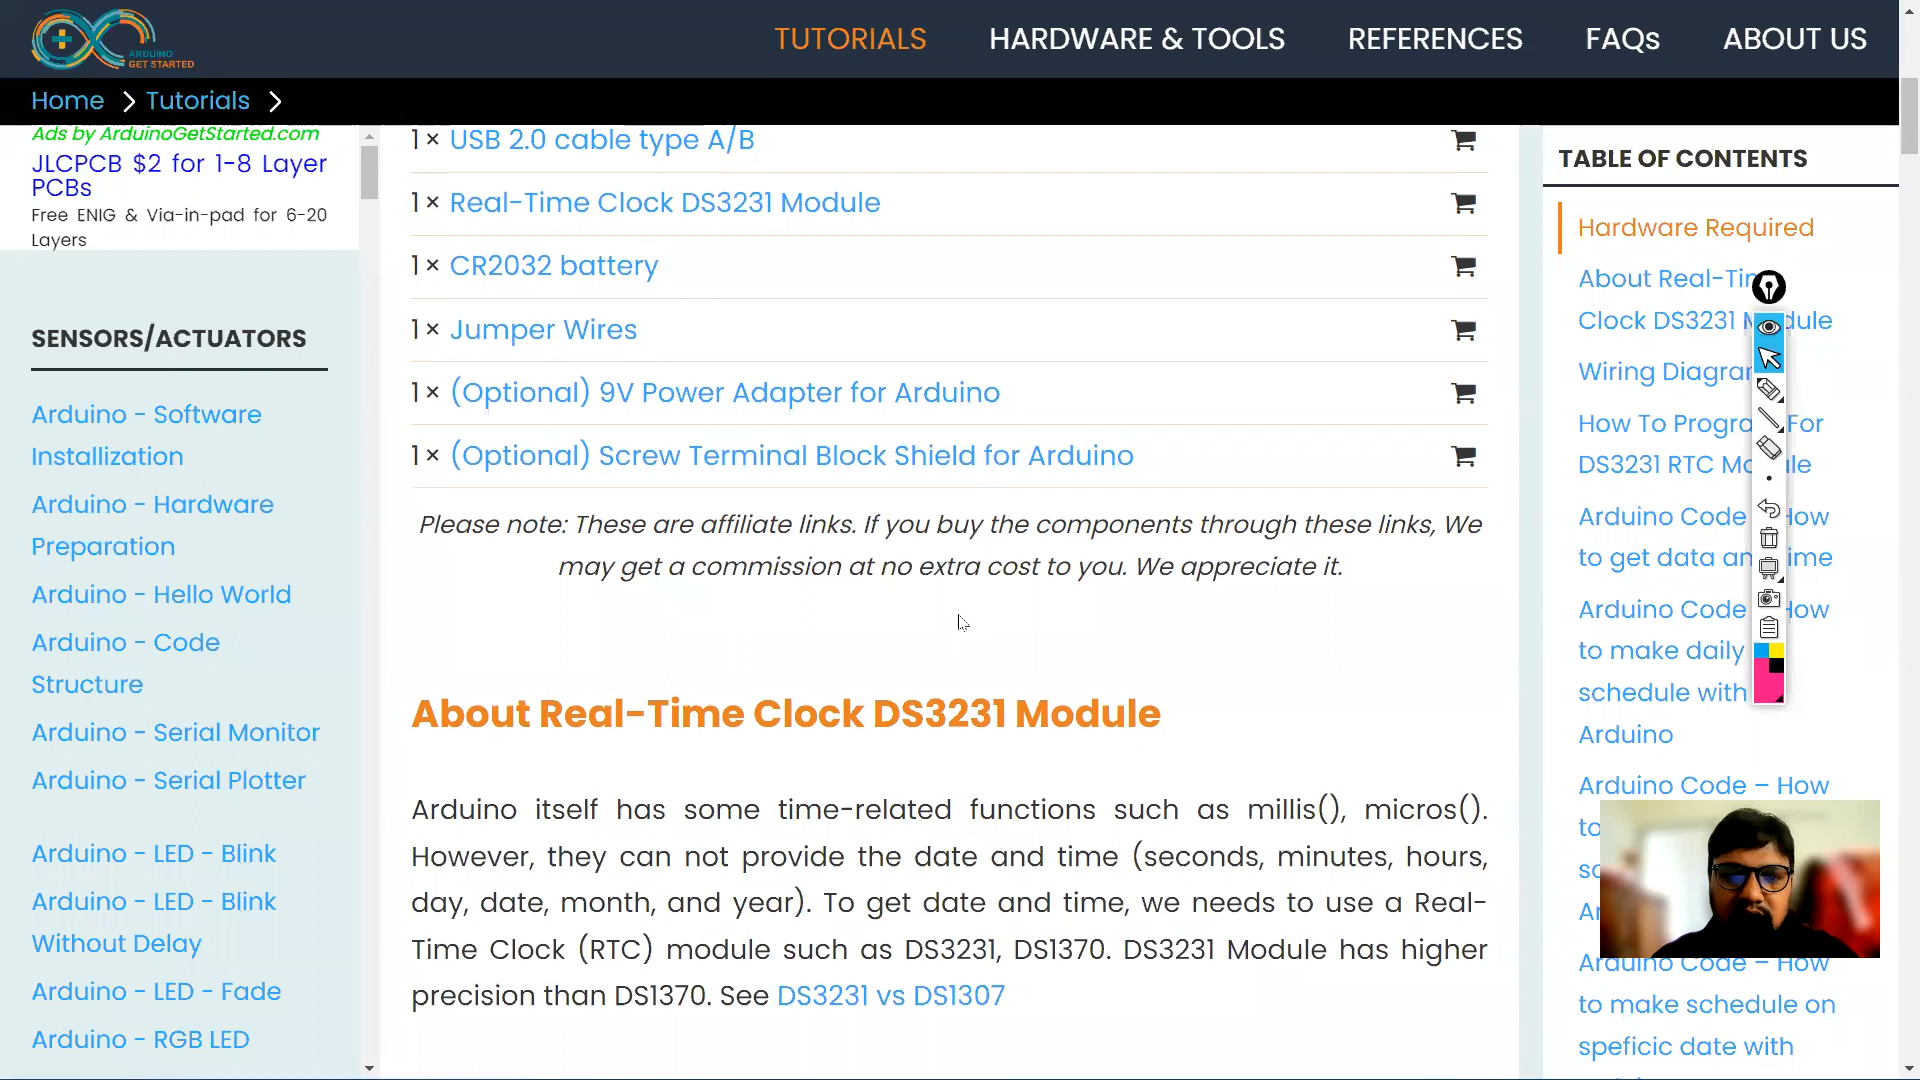 ARDUINO
GET STARTED
TUTORIALS
HARDWARE & TOOLS
REFERENCES
FAQs
ABOUT US
Home
Tutorials
Ads by ArduinoGetStarted.com
JLCPCB $2 for 1-8 Layer
PCBs
Free ENIG & Via-in-pad for 6-20
Layers
SENSORS/ACTUATORS
Arduino - Software
Installization
Arduino - Hardware
Preparation
Arduino - Hello World
Arduino - Code
Structure
Arduino - Serial Monitor
Arduino - Serial Plotter
Arduino - LED - Blink
Arduino - LED - Blink
Without Delay
Arduino - LED - Fade
Arduino - RGB LED
1 × USB 2.0 cable type A/B
1 × Real-Time Clock DS3231 Module
1 × CR2032 battery
1 × Jumper Wires
1 × (Optional) 9V Power Adapter for Arduino
1 × (Optional) Screw Terminal Block Shield for Arduino
Please note: These are affiliate links. If you buy the components through these links, We
may get a commission at no extra cost to you. We appreciate it.
About Real-Time Clock DS3231 Module
Arduino itself has some time-related functions such as millis(), micros().
However, they can not provide the date and time (seconds, minutes, hours,
day, date, month, and year). To get date and time, we needs to use a Real-
Time Clock (RTC) module such as DS3231, DS1370. DS3231 Module has higher
precision than DS1370. See DS3231 vs DS1307
TABLE OF CONTENTS
Hardware Required
About Real-Tim
Clock DS3231 Module
Wiring Diagram
How To Program For
DS3231 RTC Module
Arduino Code How
to get data an time
Arduino Code How
to make daily
schedule with
Arduino
Arduino Code – How
to
Arduino Code – How
to make schedule on
speficic date with